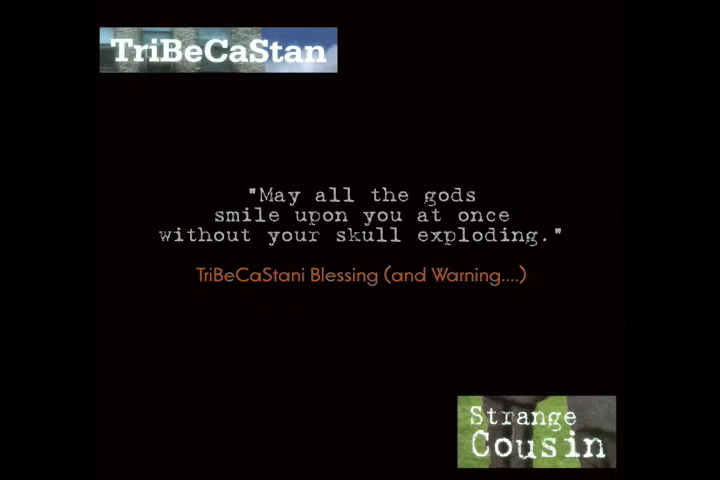 TriBeCaStan
"May all the gods
smile upon you at once
without your skull exploding."
TriBeCaStani Blessing (and Warning....)
Strange
Cousin